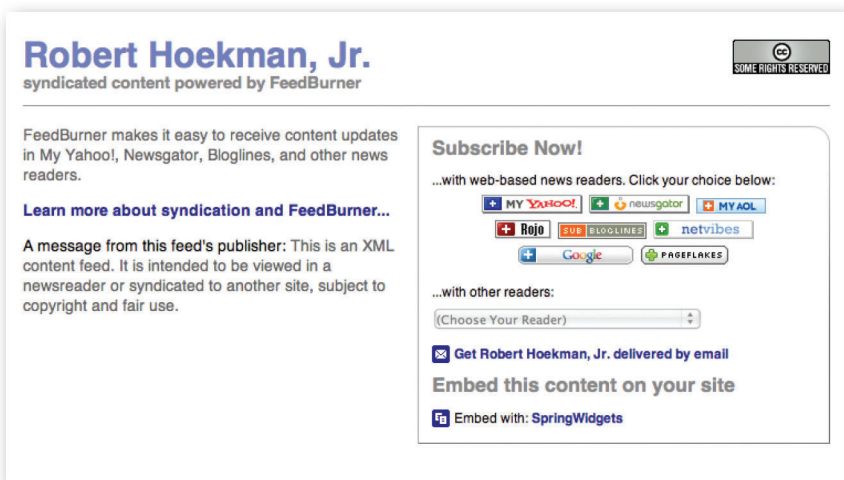 Robert Hoekman, Jr.
syndicated content powered by FeedBurner
cc
SOME RIGHTS RESERVED
FeedBurner makes it easy to receive content updates
in My Yahoo!, Newsgator, Bloglines, and other news
readers.
Learn more about syndication and FeedBurner...
A message from this feed's publisher: This is an XML
content feed. It is intended to be viewed in a
newsreader or syndicated to another site, subject to
copyright and fair use.
Subscribe Now!
...with web-based news readers. Click your choice below:
MY YAHOO! newsgator MY AOL
Rojo SUB BLOGLINES netvibes
Google PAGEFLAKES
...with other readers:
(Choose Your Reader)
Get Robert Hoekman, Jr. delivered by email
Embed this content on your site
Embed with: SpringWidgets